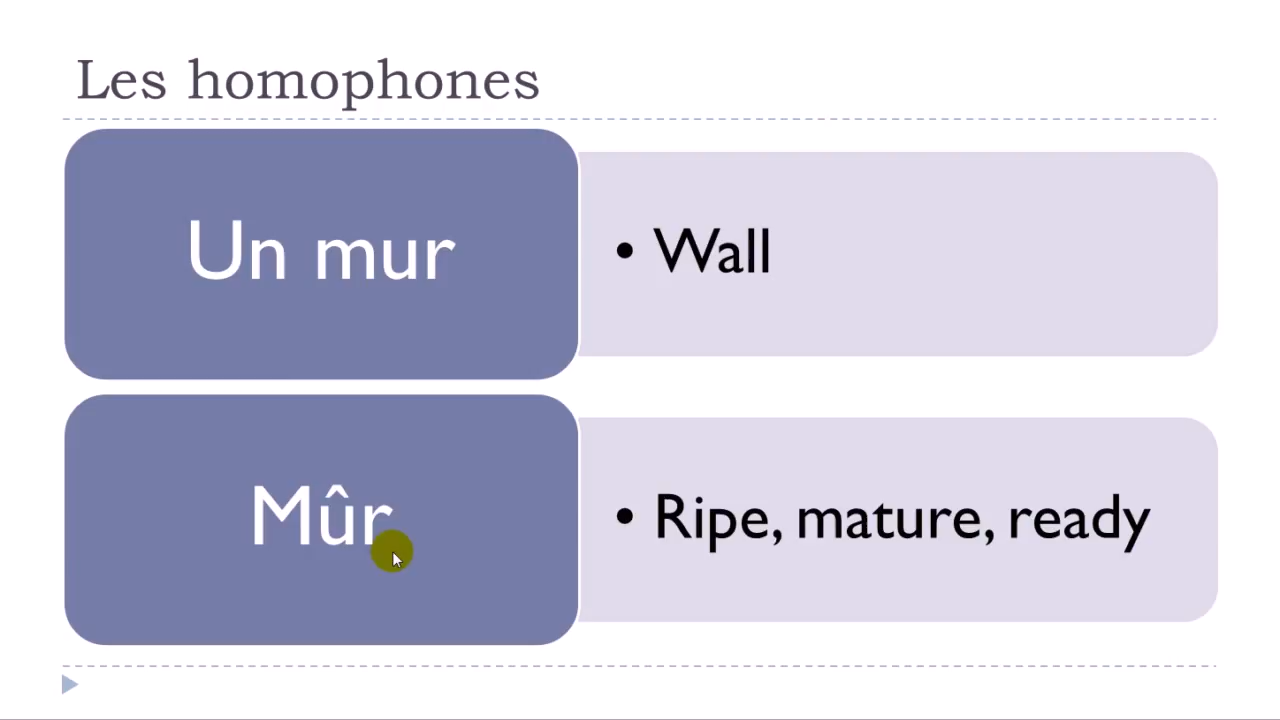 Les homophones
Un mur
• Wall
Mûr
• Ripe, mature, ready